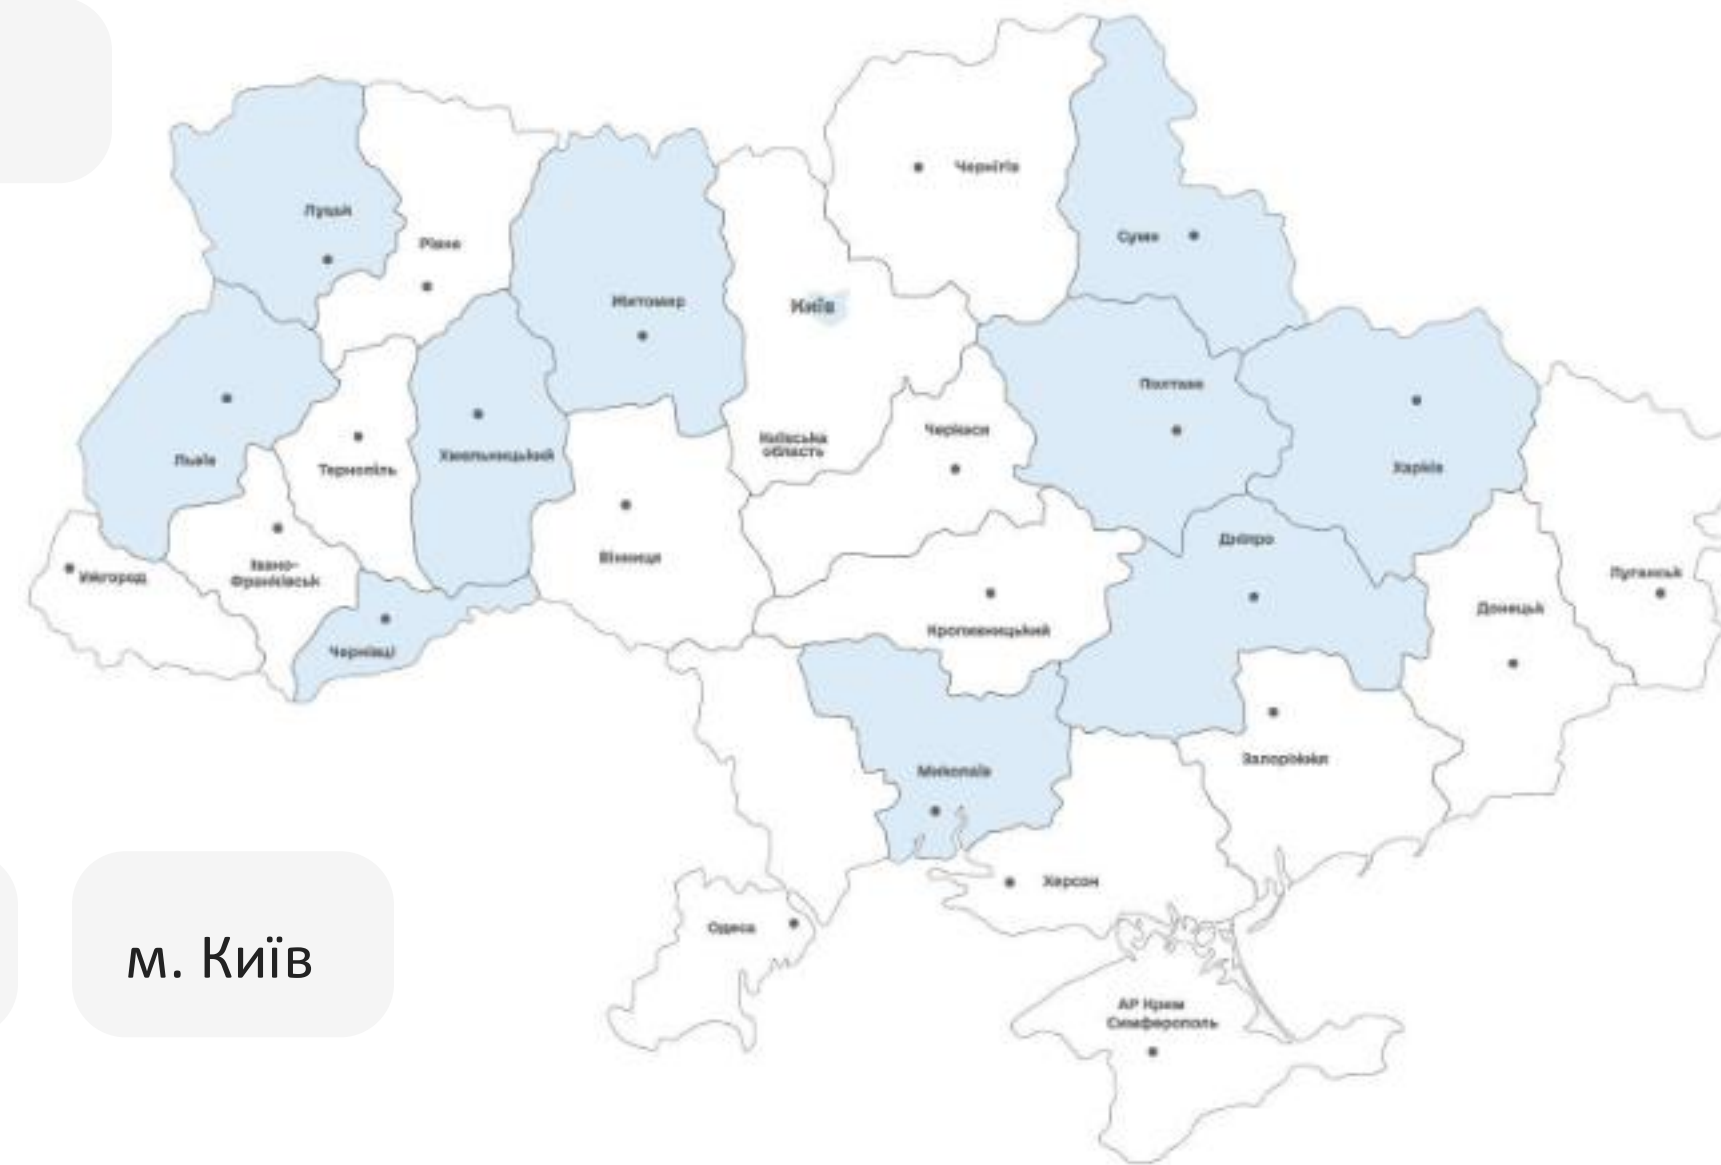 Чернігів
Луцьк
Суми
Рівне
Житомир
Київ
Полтава
Черкаси
Київська
область
Хмельницький
Львів
Тернопіль
Харків
Дніпро
Вінниця
Івано-
Франківськ
Ужгород
Луганськ
Донецьк
Кропивницький
Чернівці
Запоріжжя
Миколаїв
Херсон
Одеса
м. Київ
АР Крим
Сімферополь